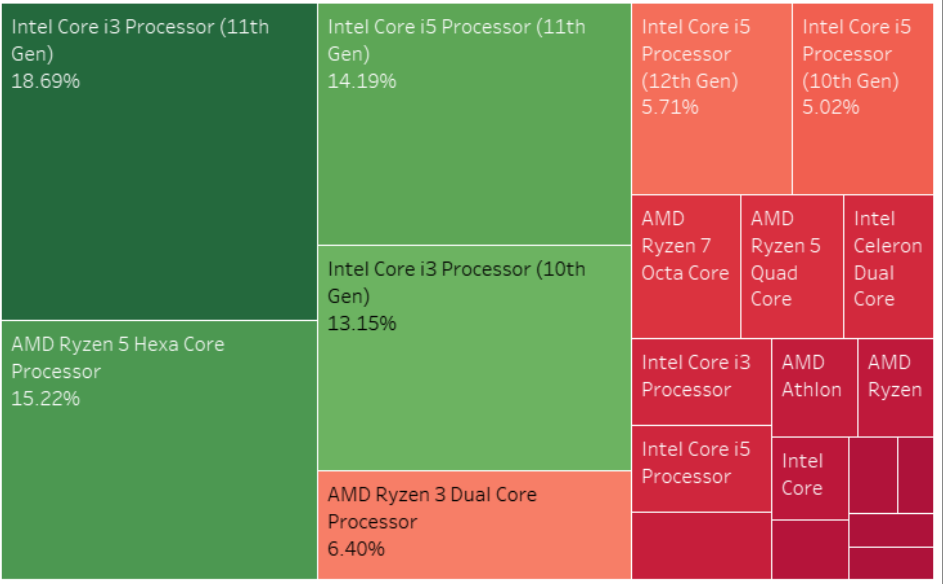 Intel Core i3 Processor (11th
Gen)
18.69%
AMD Ryzen 5 Hexa Core
Processor
15.22%
Intel Core i5 Processor (11th
Gen)
14.19%
Intel Core i3 Processor (10th
Gen)
13.15%
AMD Ryzen 3 Dual Core
Processor
6.40%
Intel Core i5
Processor
(12th Gen)
5.71%
Intel Core i5
Processor
(10th Gen)
5.02%
AMD
Ryzen 7
Octa Core
AMD
Ryzen 5
Quad
Core
Intel
Celeron
Dual
Core
Intel Core i3
Processor
AMD
Athlon
AMD
Ryzen
Intel Core i5
Processor
Intel
Core